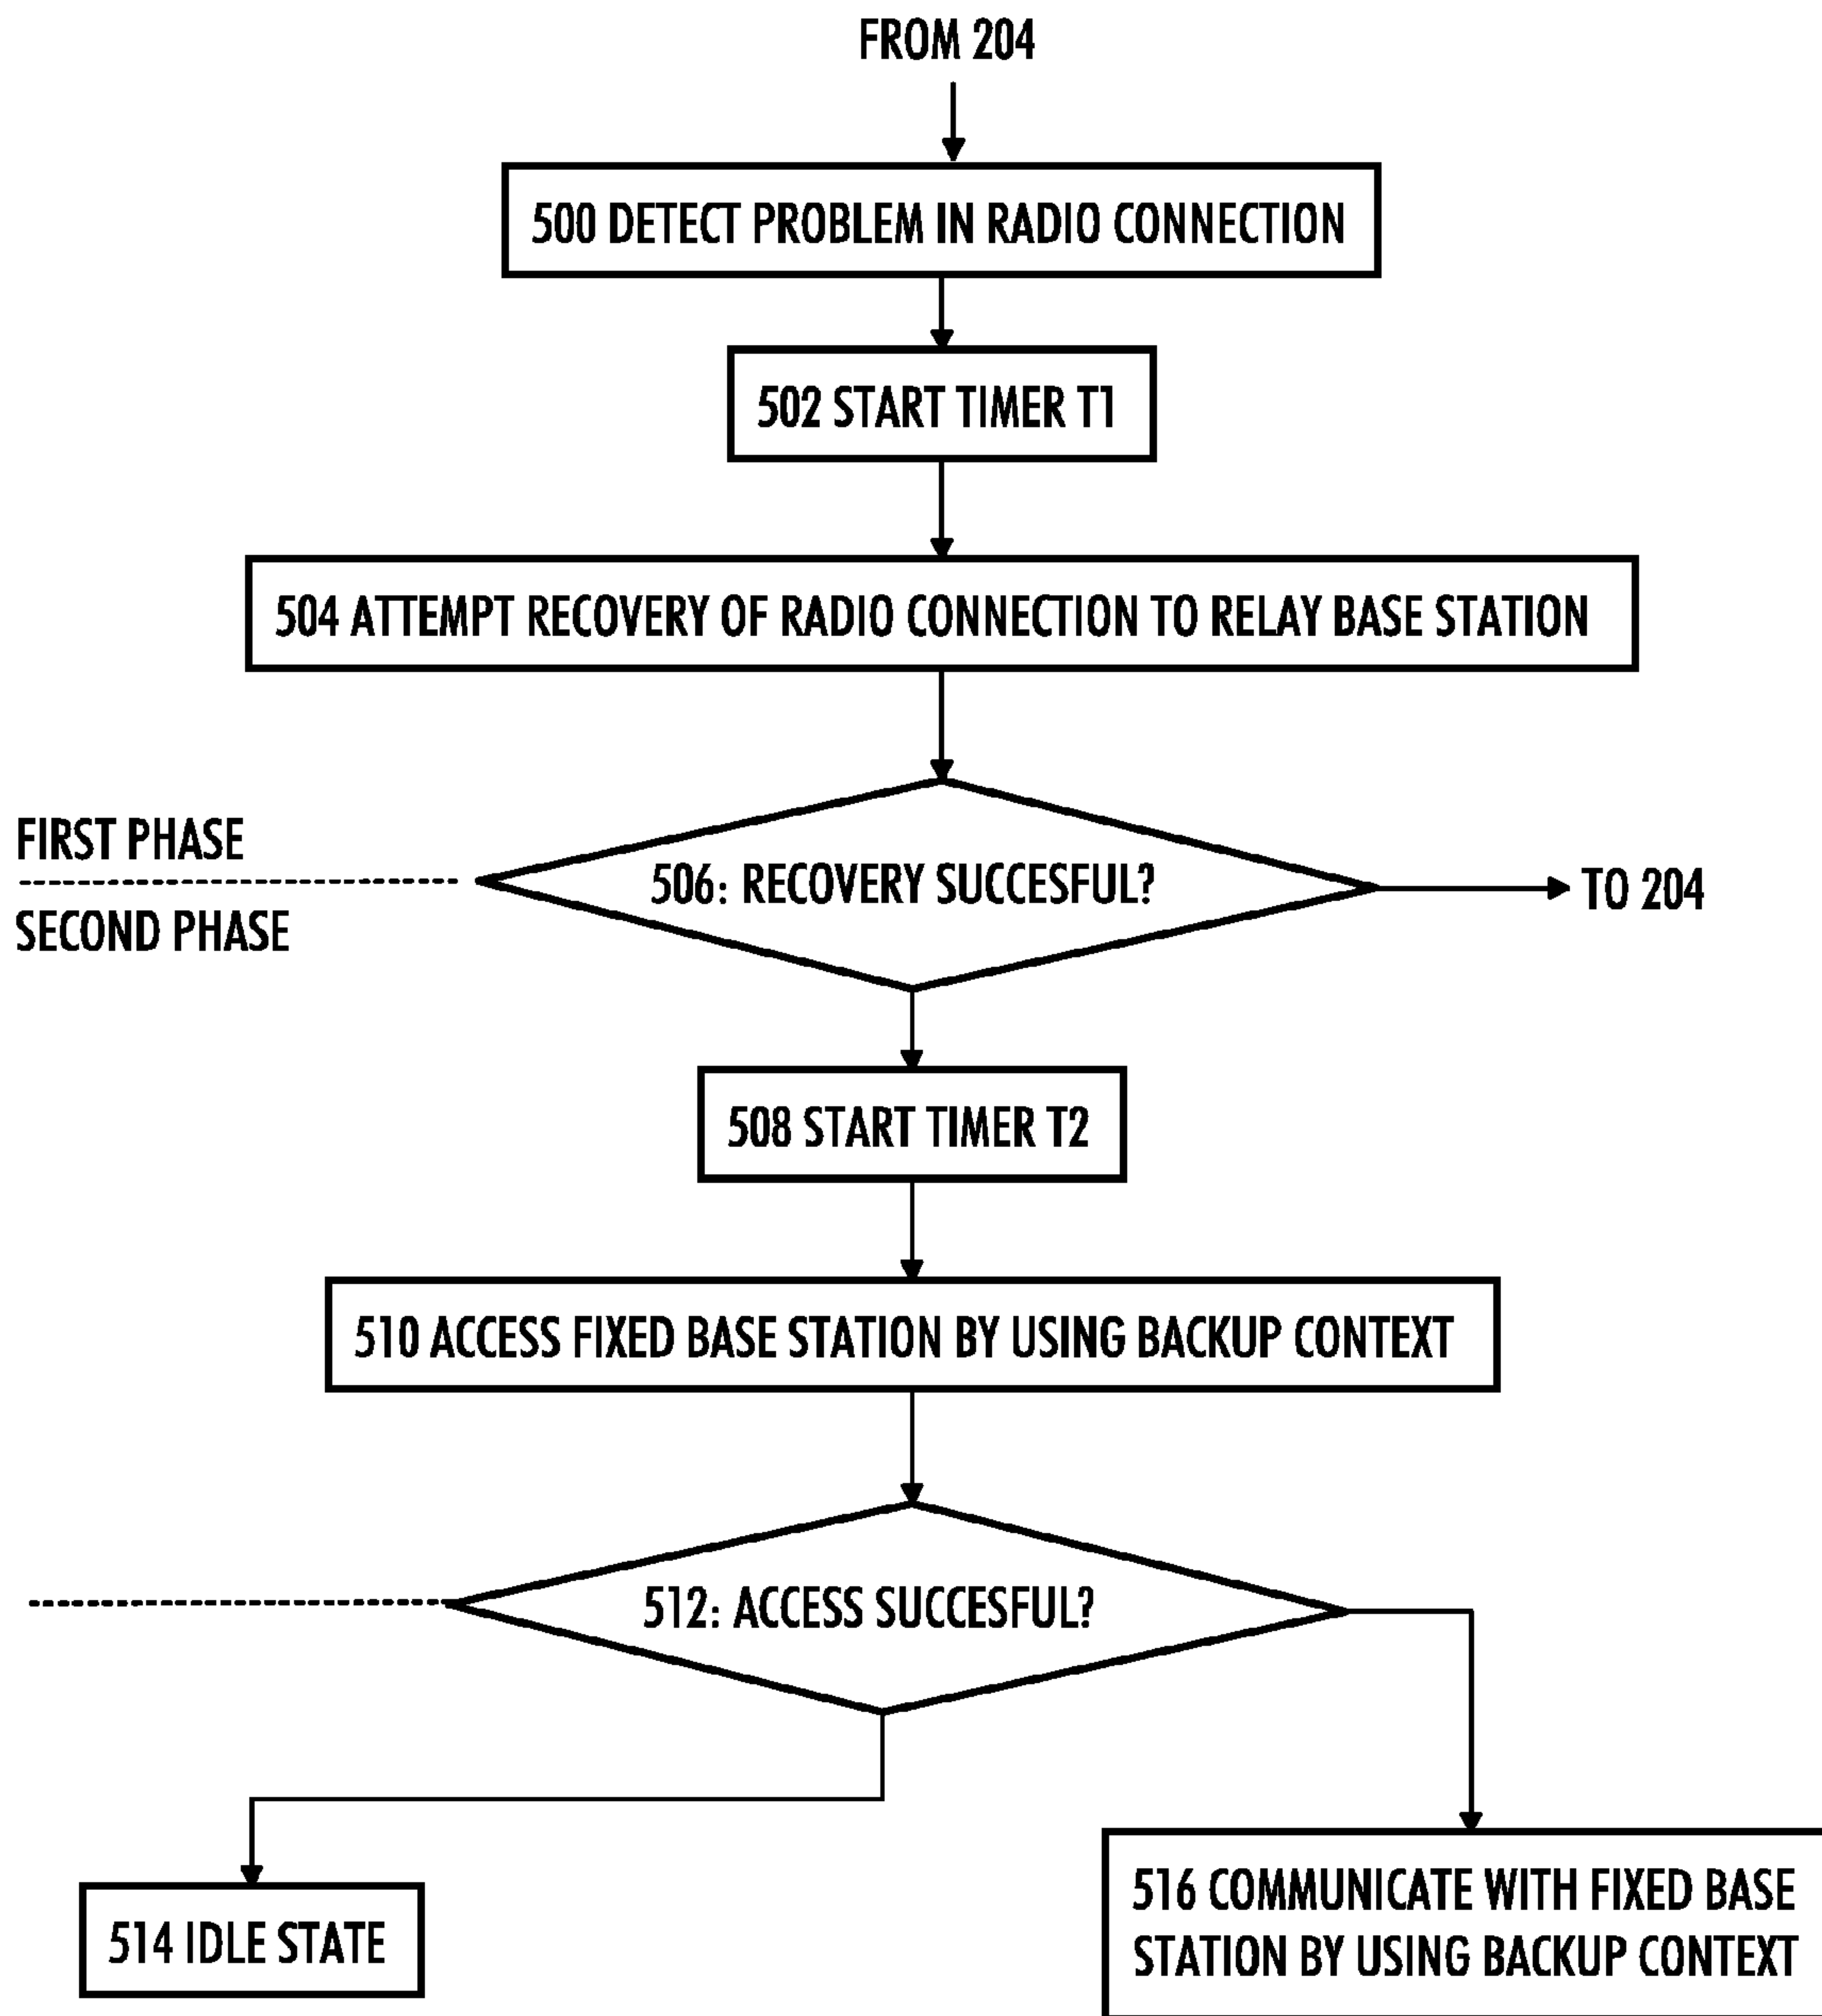 FROM 204
500 DETECT PROBLEM IN RADIO CONNECTION
502 START TIMER T1
504 ATTEMPT RECOVERY OF RADIO CONNECTION TO RELAY BASE STATION
FIRST PHASE
506: RECOVERY SUCCESFUL?
TO 204
SECOND PHASE
508 START TIMER T2
510 ACCESS FIXED BASE STATION BY USING BACKUP CONTEXT
512: ACCESS SUCCESFUL?
514 IDLE STATE
516 COMMUNICATE WITH FIXED BASE
STATION BY USING BACKUP CONTEXT